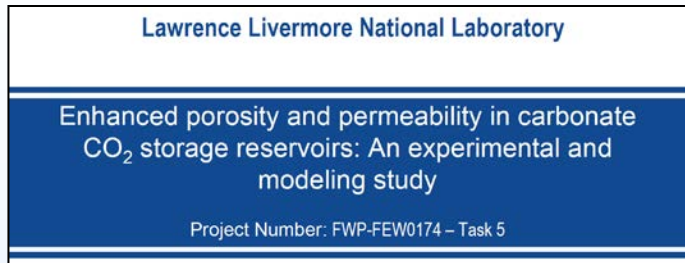 Lawrence Livermore National Laboratory
Enhanced porosity and permeability in carbonate
CO₂ storage reservoirs: An experimental and
modeling study
Project Number: FWP-FEW0174 – Task 5